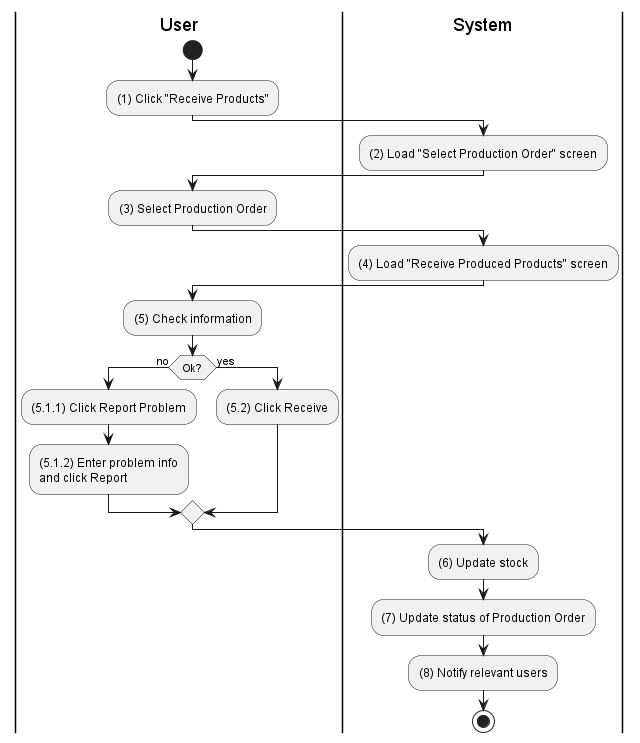 User
System
(1) Click "Receive Products"
(2) Load "Select Production Order" screen
(3) Select Production Order
(4) Load "Receive Produced Products" screen
(5) Check information
no
Ok?
yes
(5.1.1) Click Report Problem
(5.2) Click Receive
(5.1.2) Enter problem info
and click Report
(6) Update stock
(7) Update status of Production Order
(8) Notify relevant users